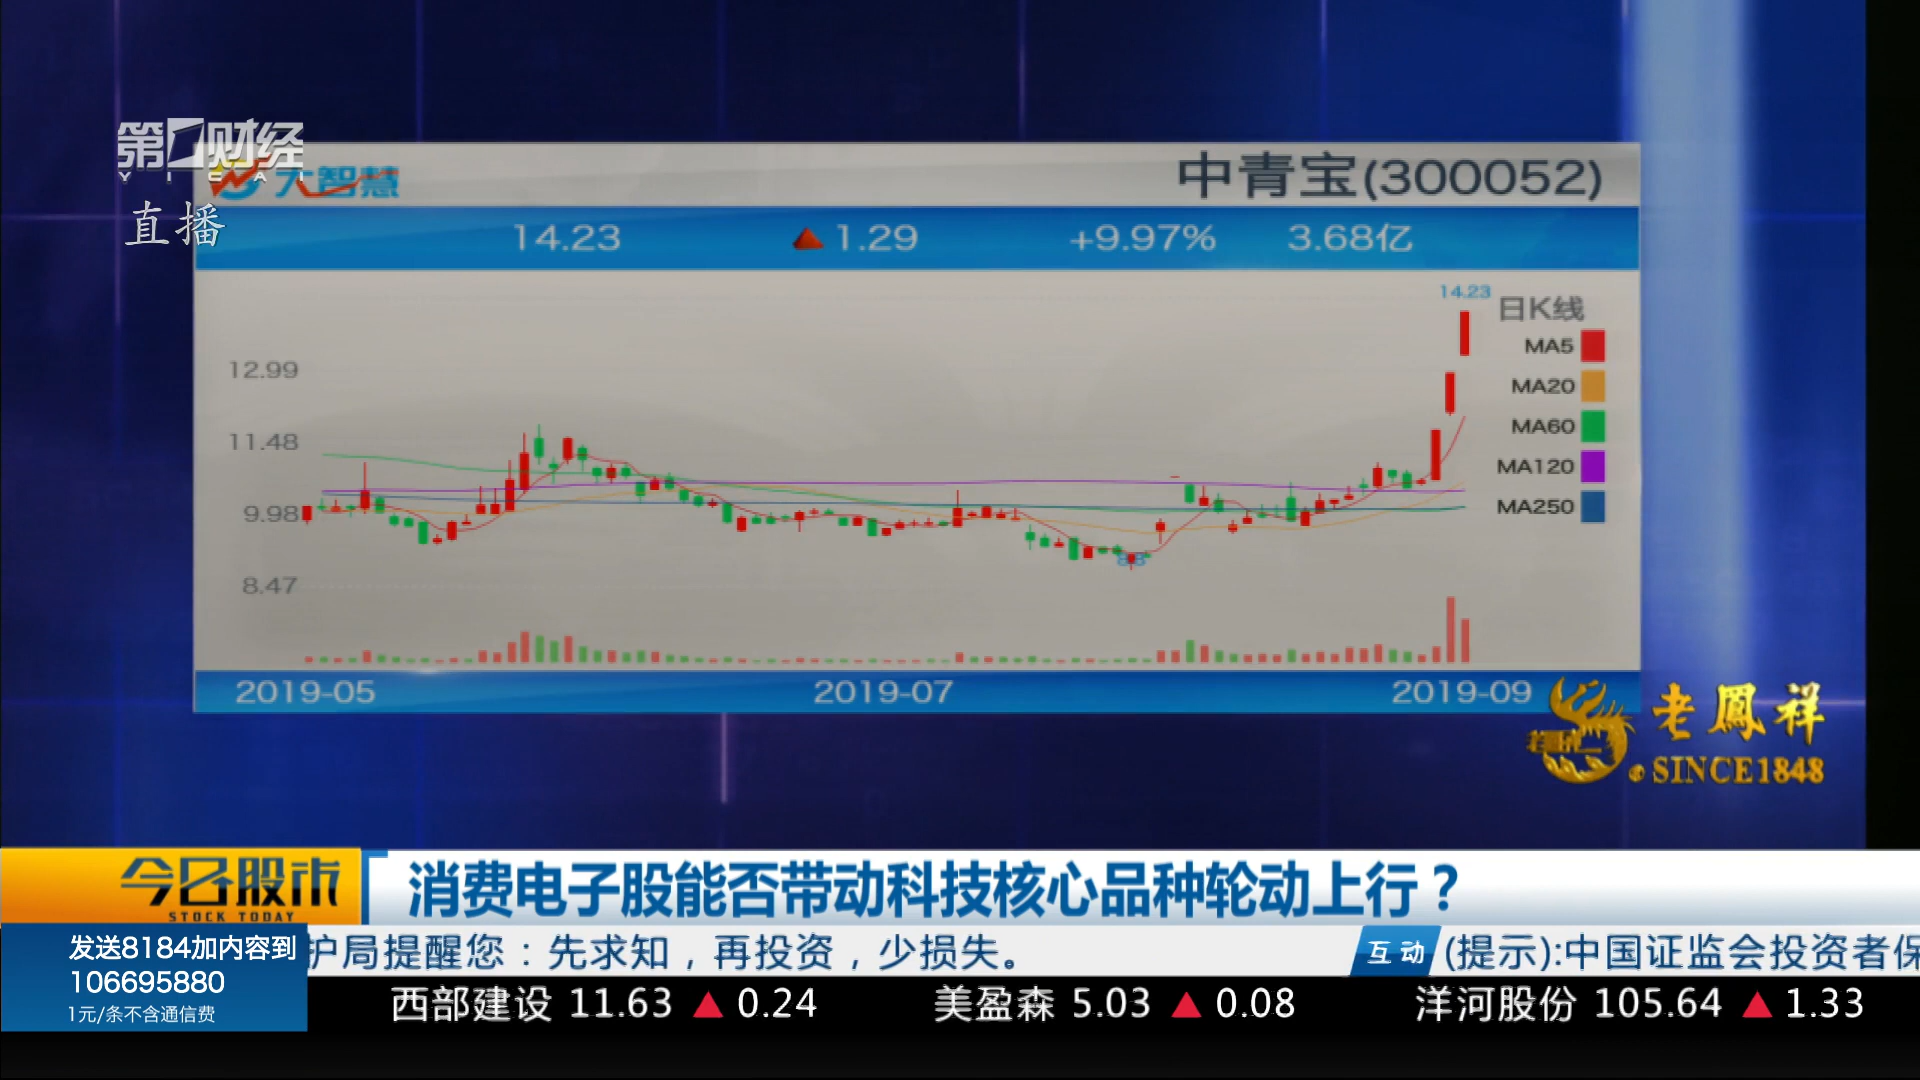 第一财经
YICAI
直播
大智慧
中青宝(300052)
14.23 ▲ 1.29 +9.97% 3.68亿
14.23
日K线
MA5
MA20
MA60
MA120
MA250
12.99
11.48
9.98
8.47
8.8
2019-05 2019-07 2019-09
老鳳祥
SINCE1848
今日股市
STOCK TODAY
消费电子股能否带动科技核心品种轮动上行？
发送8184加内容到
106695880
1元/条不含通信费
护局提醒您：先求知，再投资，少损失。 互动 (提示):中国证监会投资者保
西部建设 11.63 ▲ 0.24 美盈森 5.03 ▲ 0.08 洋河股份 105.64 ▲ 1.33